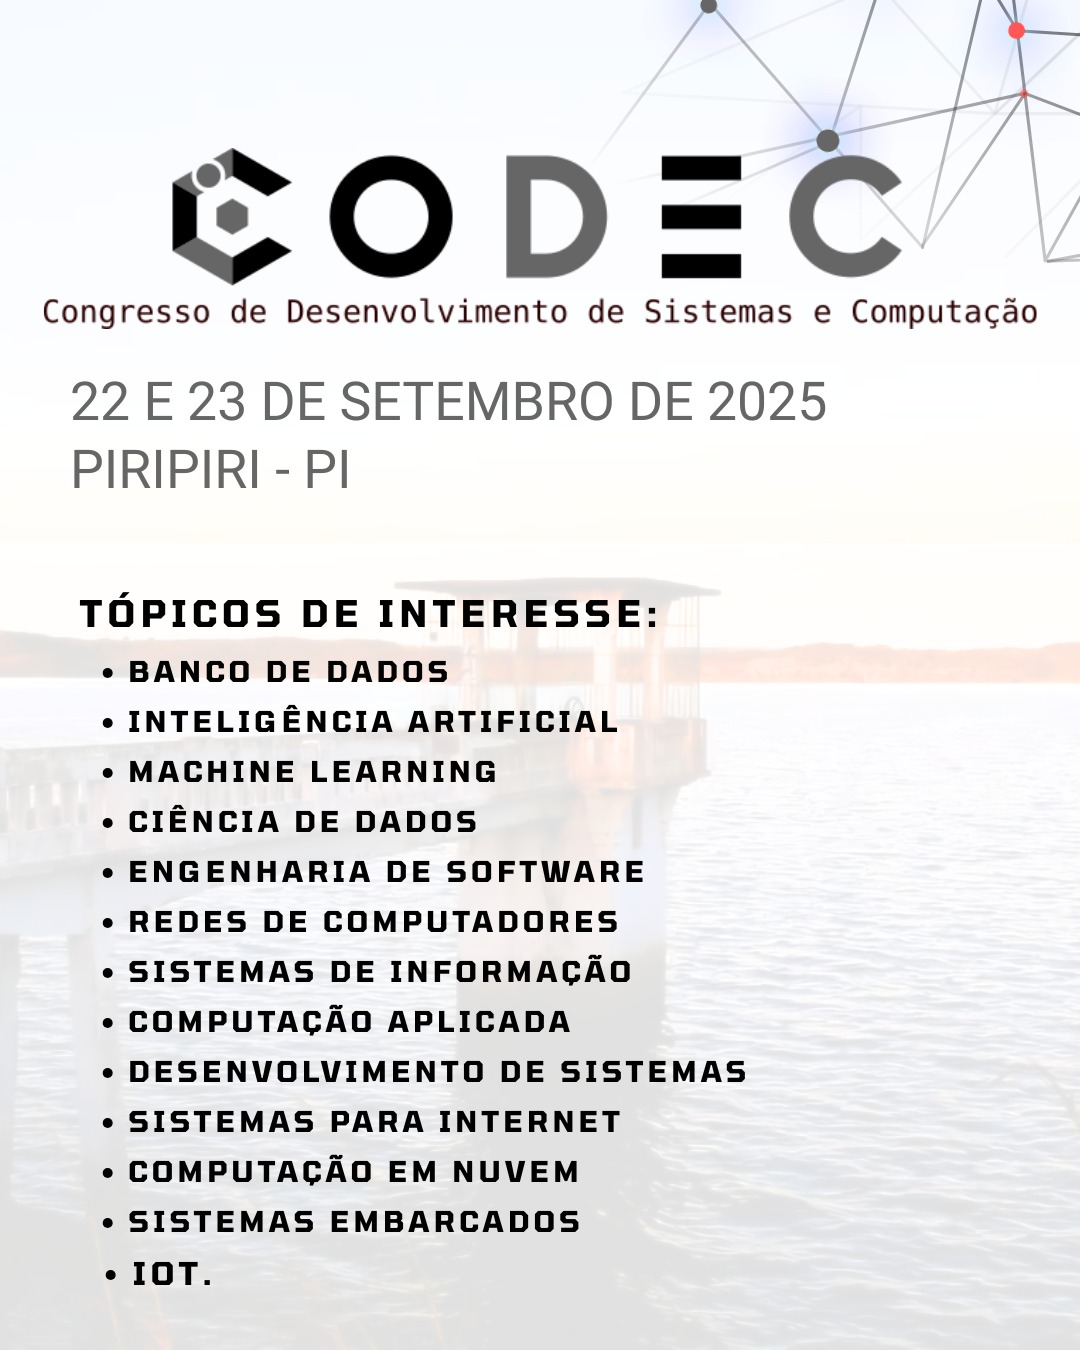 CODEC
Congresso de Desenvolvimento de Sistemas e Computação
22 E 23 DE SETEMBRO DE 2025
PIRIPIRI - PI
TÓPICOS DE INTERESSE:
• BANCO DE DADOS
• INTELIGÊNCIA ARTIFICIAL
• MACHINE LEARNING
• CIÊNCIA DE DADOS
• ENGENHARIA DE SOFTWARE
• REDES DE COMPUTADORES
• SISTEMAS DE INFORMAÇÃO
• COMPUTAÇÃO APLICADA
• DESENVOLVIMENTO DE SISTEMAS
• SISTEMAS PARA INTERNET
• COMPUTAÇÃO EM NUVEM
• SISTEMAS EMBARCADOS
• IOT.